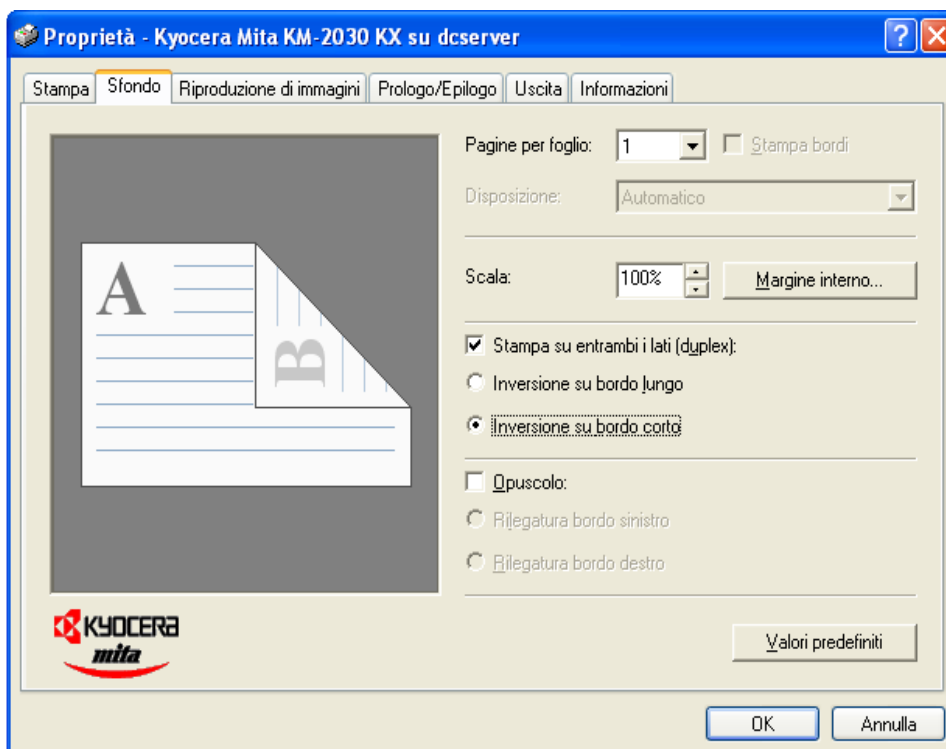 Proprietà - Kyocera Mita KM-2030 KX su dcserver
Stampa Sfondo Riproduzione di immagini Prologo/Epilogo Uscita Informazioni
Pagine per foglio: 1 Stampa bordi
Disposizione: Automatico
A
B
Scala: 100% Margine interno...
Stampa su entrambi i lati (duplex):
Inversione su bordo lungo
Inversione su bordo corto
Opuscolo:
Rilegatura bordo sinistro
Rilegatura bordo destro
KYOCERA
mita
Valori predefiniti
OK Annulla